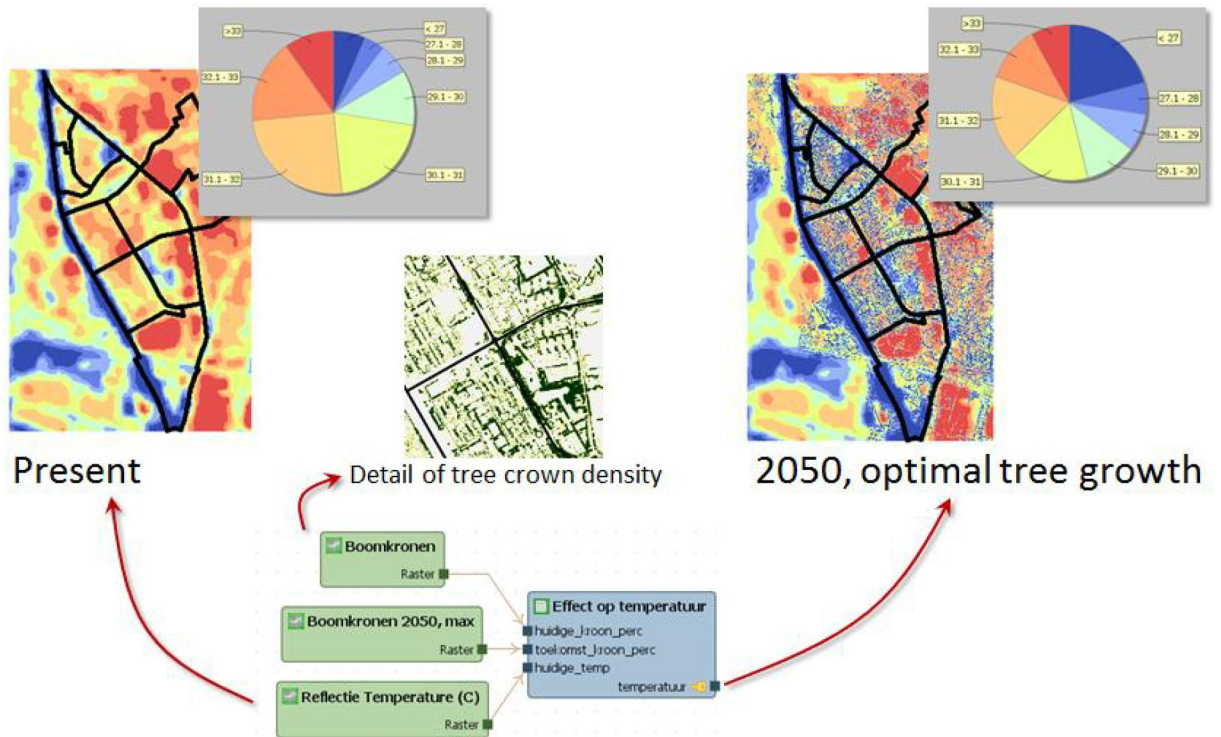 >33
< 27
27.1 - 28
28.1 - 29
32.1 - 33
29.1 - 30
31.1 - 32
30.1 - 31
>33
< 27
32.1 - 33
27.1 - 28
31.1 - 32
28.1 - 29
29.1 - 30
30.1 - 31
Present
Detail of tree crown density
2050, optimal tree growth
Boomkronen
Raster
Boomkronen 2050, max
Raster
Reflectie Temperature (C)
Raster
Effect op temperatuur
huidige_kroon_perc
toekomst_kroon_perc
huidige_temp
temperatuur